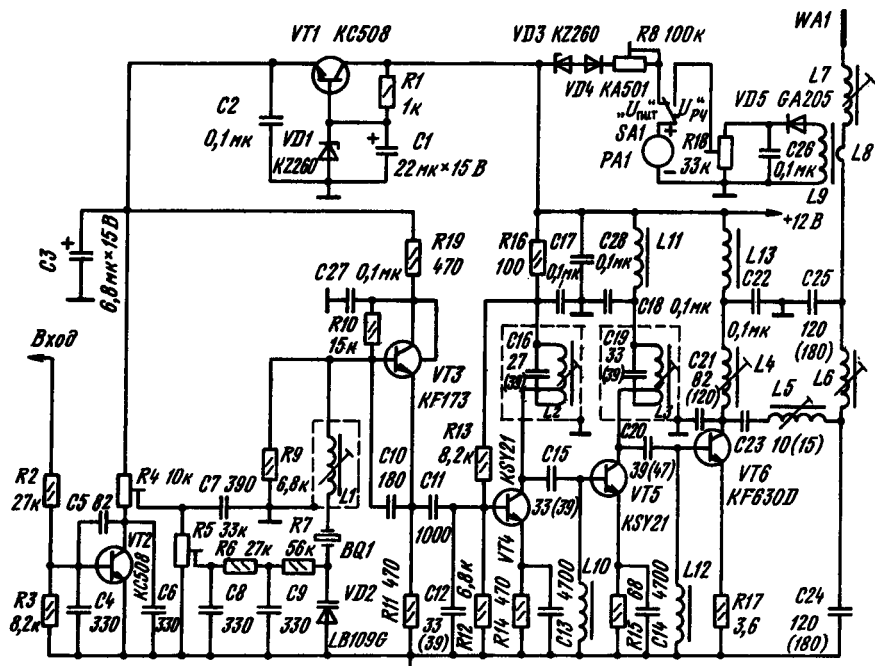 WA1
VT1 KC508
VD3 KZ260
R8 100к
L7
R1
1к
VD4 KA501
„Uпит“
Uрч“
VD5 GA205
C2
0,1мк
VD1
KZ260
C1
22мк×15 В
SA1
+
PA1
−
R18
33к
C26
0,1мк
L8
L9
+12 В
C3
+
6,8мк×15 В
R19
470
R16
100
C17
0,1мк
C28
0,1мк
L11
L13
C22
C25
C27 0,1мк
C18 0,1мк
0,1мк
120
(180)
Вход
R10
15к
C16
27
(39)
C19
33
(39)
C21
82
(120)
L4
L5
L6
VT3
KF173
L2
L3
R13
8,2к
C20
39(47)
C23 10(15)
R9
6,8к
L1
C10
180
C11
1000
KSY21
C15
33(39)
VT5
KSY21
VT6
KF630D
R2
27к
R4 10к
C7 390
C5 82
VT2
KC508
R5
33к
R6 27к
R7
56к
BQ1
VT4
L10
L12
R3
8,2к
C4
330
C6
330
C8
330
C9
330
VD2
LB109G
R11 470
C12
33
(39)
6,8к
R12
R14 470
4700
C13
R15 68
C14 4700
R17
3,6
C24
120
(180)